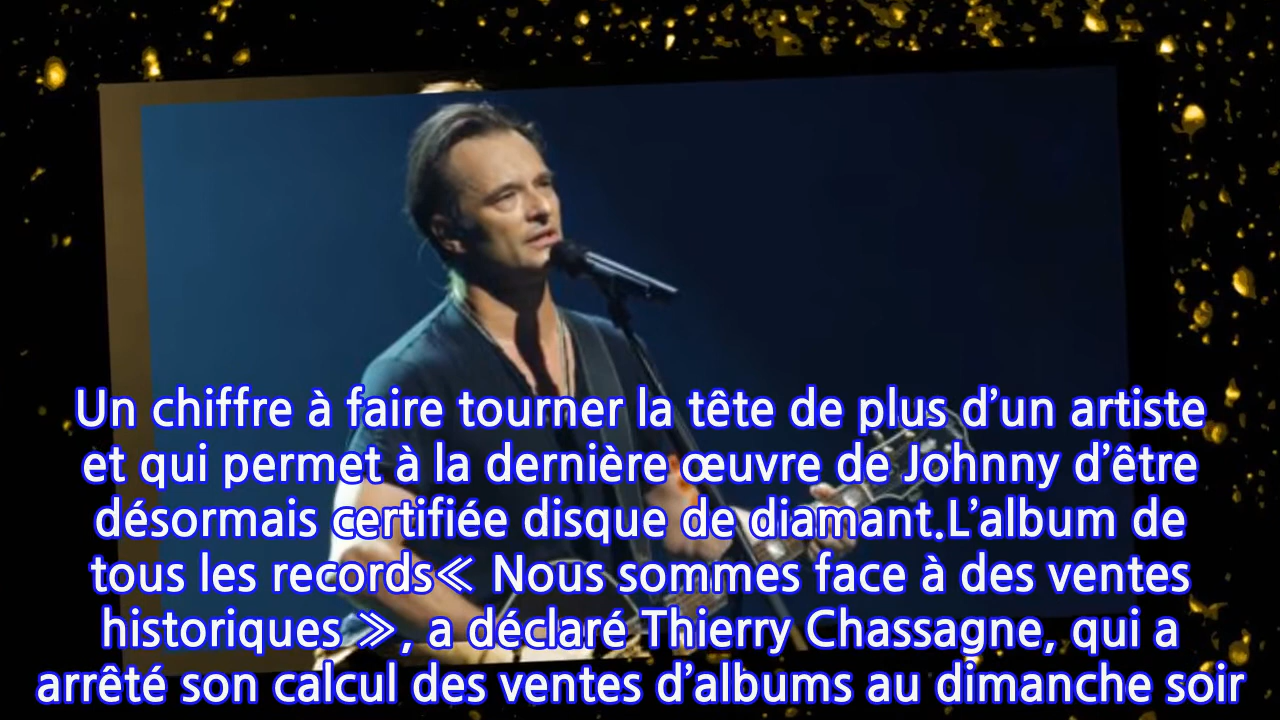 Un chiffre à faire tourner la tête de plus d’un artiste
et qui permet à la dernière œuvre de Johnny d’être
désormais certifiée disque de diamant.L’album de
tous les records≪ Nous sommes face à des ventes
historiques ≫, a déclaré Thierry Chassagne, qui a
arrêté son calcul des ventes d’albums au dimanche soir